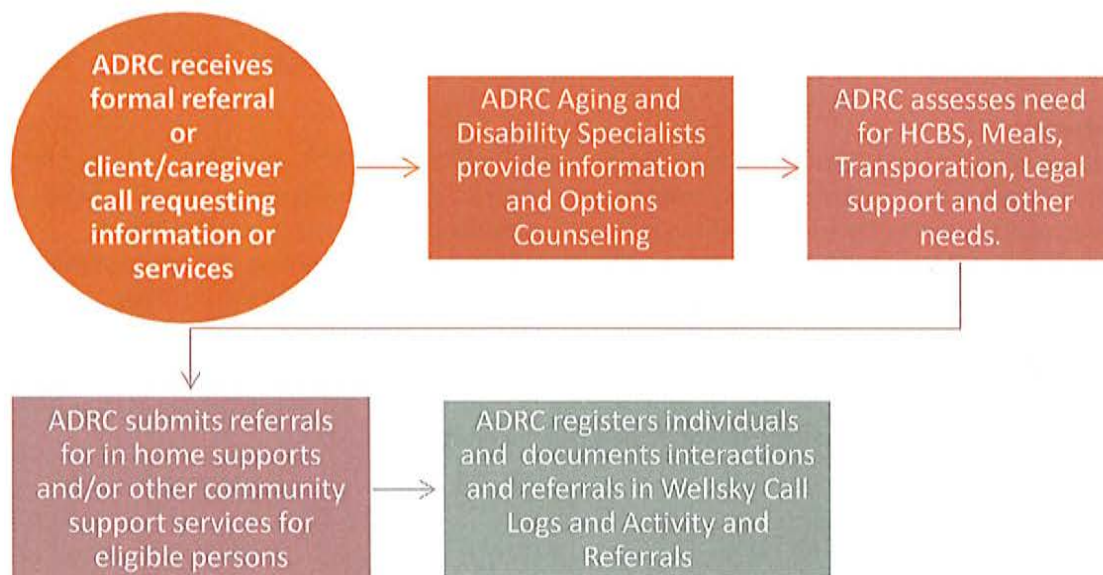 ADRC receives
formal referral
or
client/caregiver
call requesting
information or
services
ADRC Aging and
Disability Specialists
provide information
and Options
Counseling
ADRC assesses need
for HCBS, Meals,
Transporation, Legal
support and other
needs.
ADRC submits referrals
for in home supports
and/or other community
support services for
eligible persons
ADRC registers individuals
and documents interactions
and referrals in Wellsky Call
Logs and Activity and
Referrals